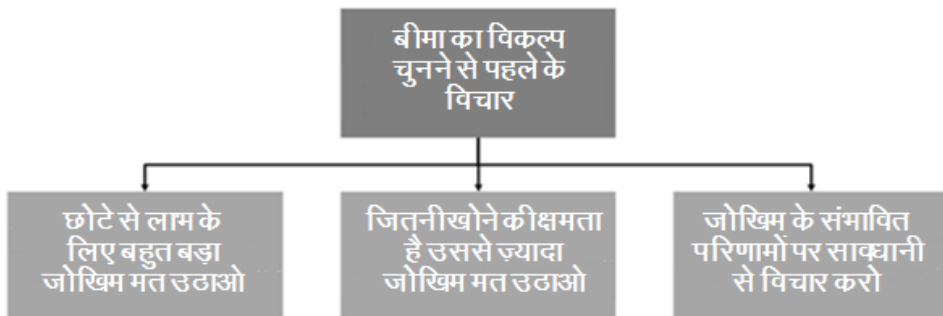 बीमा का विकल्प
चुनने से पहले के
विचार
छोटे से लाभ के
लिए बहुत बड़ा
जोखिम मत उठाओ
जितनी खोने की क्षमता
है उससे ज़्यादा
जोखिम मत उठाओ
जोखिम के संभावित
परिणामों पर सावधानी
से विचार करो